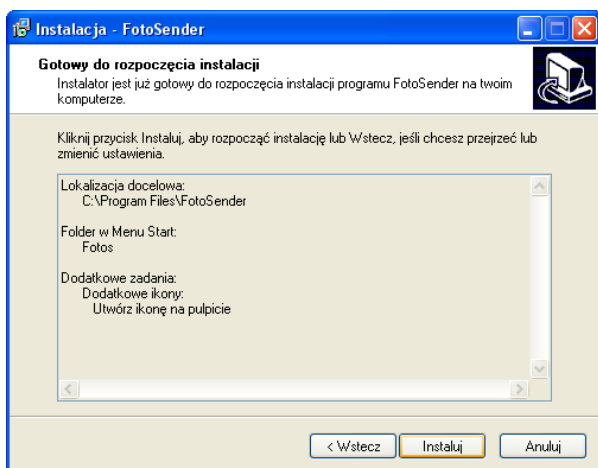 Instalacja - FotoSender
Gotowy do rozpoczęcia instalacji
Instalator jest już gotowy do rozpoczęcia instalacji programu FotoSender na twoim
komputerze.
Kliknij przycisk Instaluj, aby rozpocząć instalację lub Wstecz, jeśli chcesz przejrzeć lub
zmienić ustawienia.
Lokalizacja docelowa:
C:\Program Files\FotoSender
Folder w Menu Start:
Fotos
Dodatkowe zadania:
Dodatkowe ikony:
Utwórz ikonę na pulpicie
< Wstecz Instaluj Anuluj